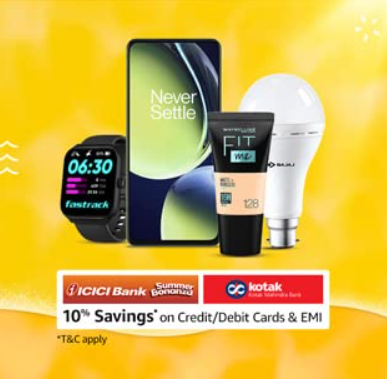 Never
Settle
06:30
fastrack
MAYBELLINE
FIT
me
128
BAJAJ
ICICI Bank
Summer
Bonanza
kotak
Kotak Mahindra Bank
10% Savings* on Credit/Debit Cards & EMI
*T&C apply